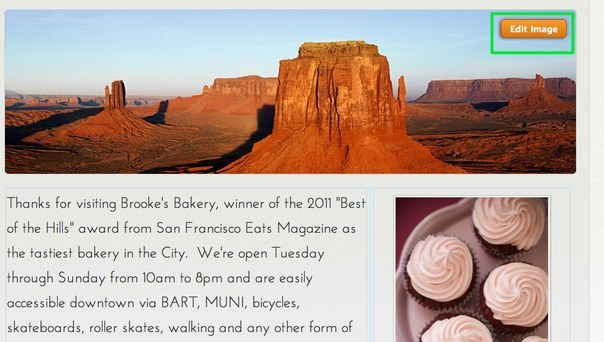 Edit Image
Thanks for visiting Brooke's Bakery, winner of the 2011 "Best
of the Hills" award from San Francisco Eats Magazine as
the tastiest bakery in the City.  We're open Tuesday
through Sunday from 10am to 8pm and are easily
accessible downtown via BART, MUNI, bicycles,
skateboards, roller skates, walking and any other form of